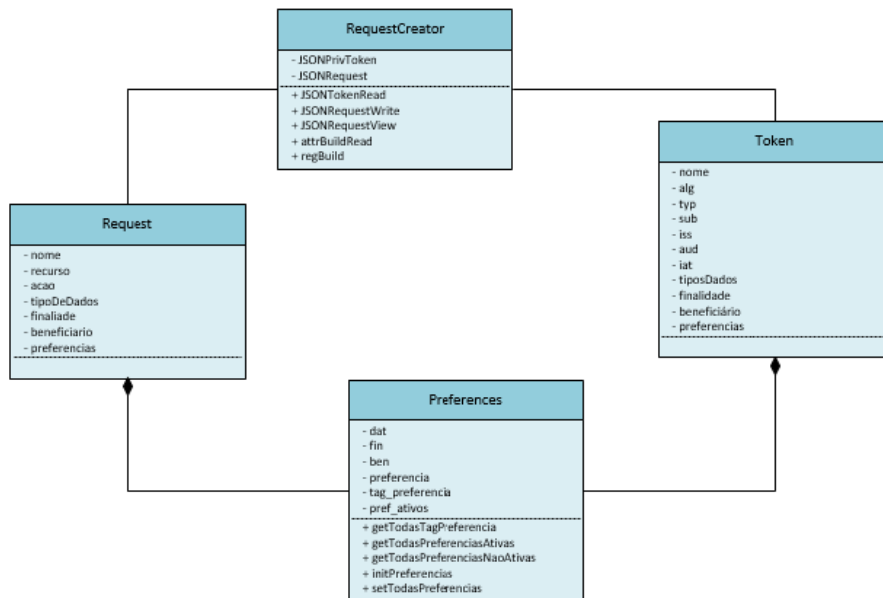 RequestCreator
- JSONPrivToken
- JSONRequest
+ JSONTokenRead
+ JSONRequestWrite
+ JSONRequestView
+ attrBuildRead
+ regBuild
Token
- nome
- alg
- typ
- sub
- iss
- aud
- iat
- tiposDados
- finalidade
- beneficiário
- preferencias
Request
- nome
- recurso
- acao
- tipoDeDados
- finaliade
- beneficiario
- preferencias
Preferences
- dat
- fin
- ben
- preferencia
- tag_preferencia
- pref_ativos
+ getTodasTagPreferencia
+ getTodasPreferenciasAtivas
+ getTodasPreferenciasNaoAtivas
+ initPreferencias
+ setTodasPreferencias